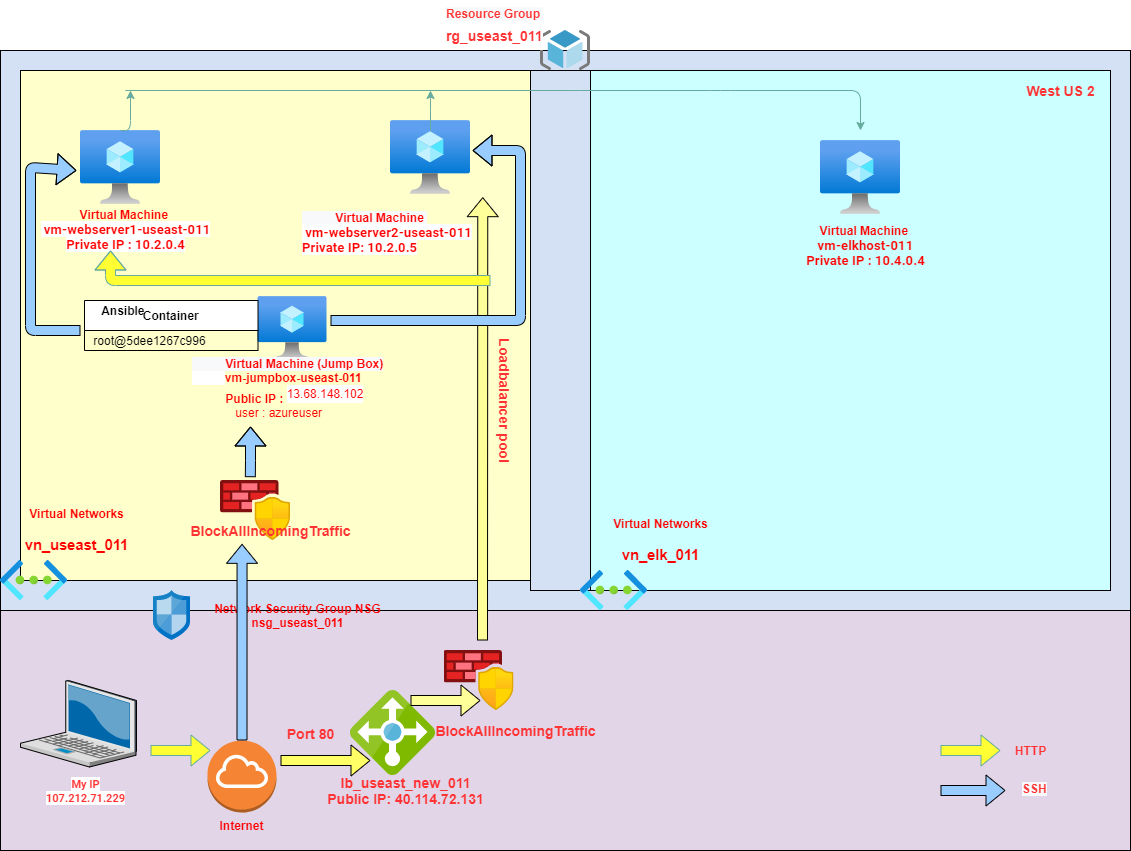 Resource Group
rg_useast_011
West US 2
Virtual Machine
vm-webserver1-useast-011
Private IP : 10.2.0.4
Virtual Machine
vm-webserver2-useast-011
Private IP: 10.2.0.5
Virtual Machine
vm-elkhost-011
Private IP : 10.4.0.4
Ansible Container
root@5dee1267c996
Virtual Machine (Jump Box)
vm-jumpbox-useast-011
Public IP : 13.68.148.102
user : azureuser
Loadbalancer pool
BlockAllIncomingTraffic
Virtual Networks
vn_useast_011
Virtual Networks
vn_elk_011
Network Security Group NSG
nsg_useast_011
Port 80
BlockAllIncomingTraffic
lb_useast_new_011
Public IP: 40.114.72.131
My IP
107.212.71.229
Internet
HTTP
SSH